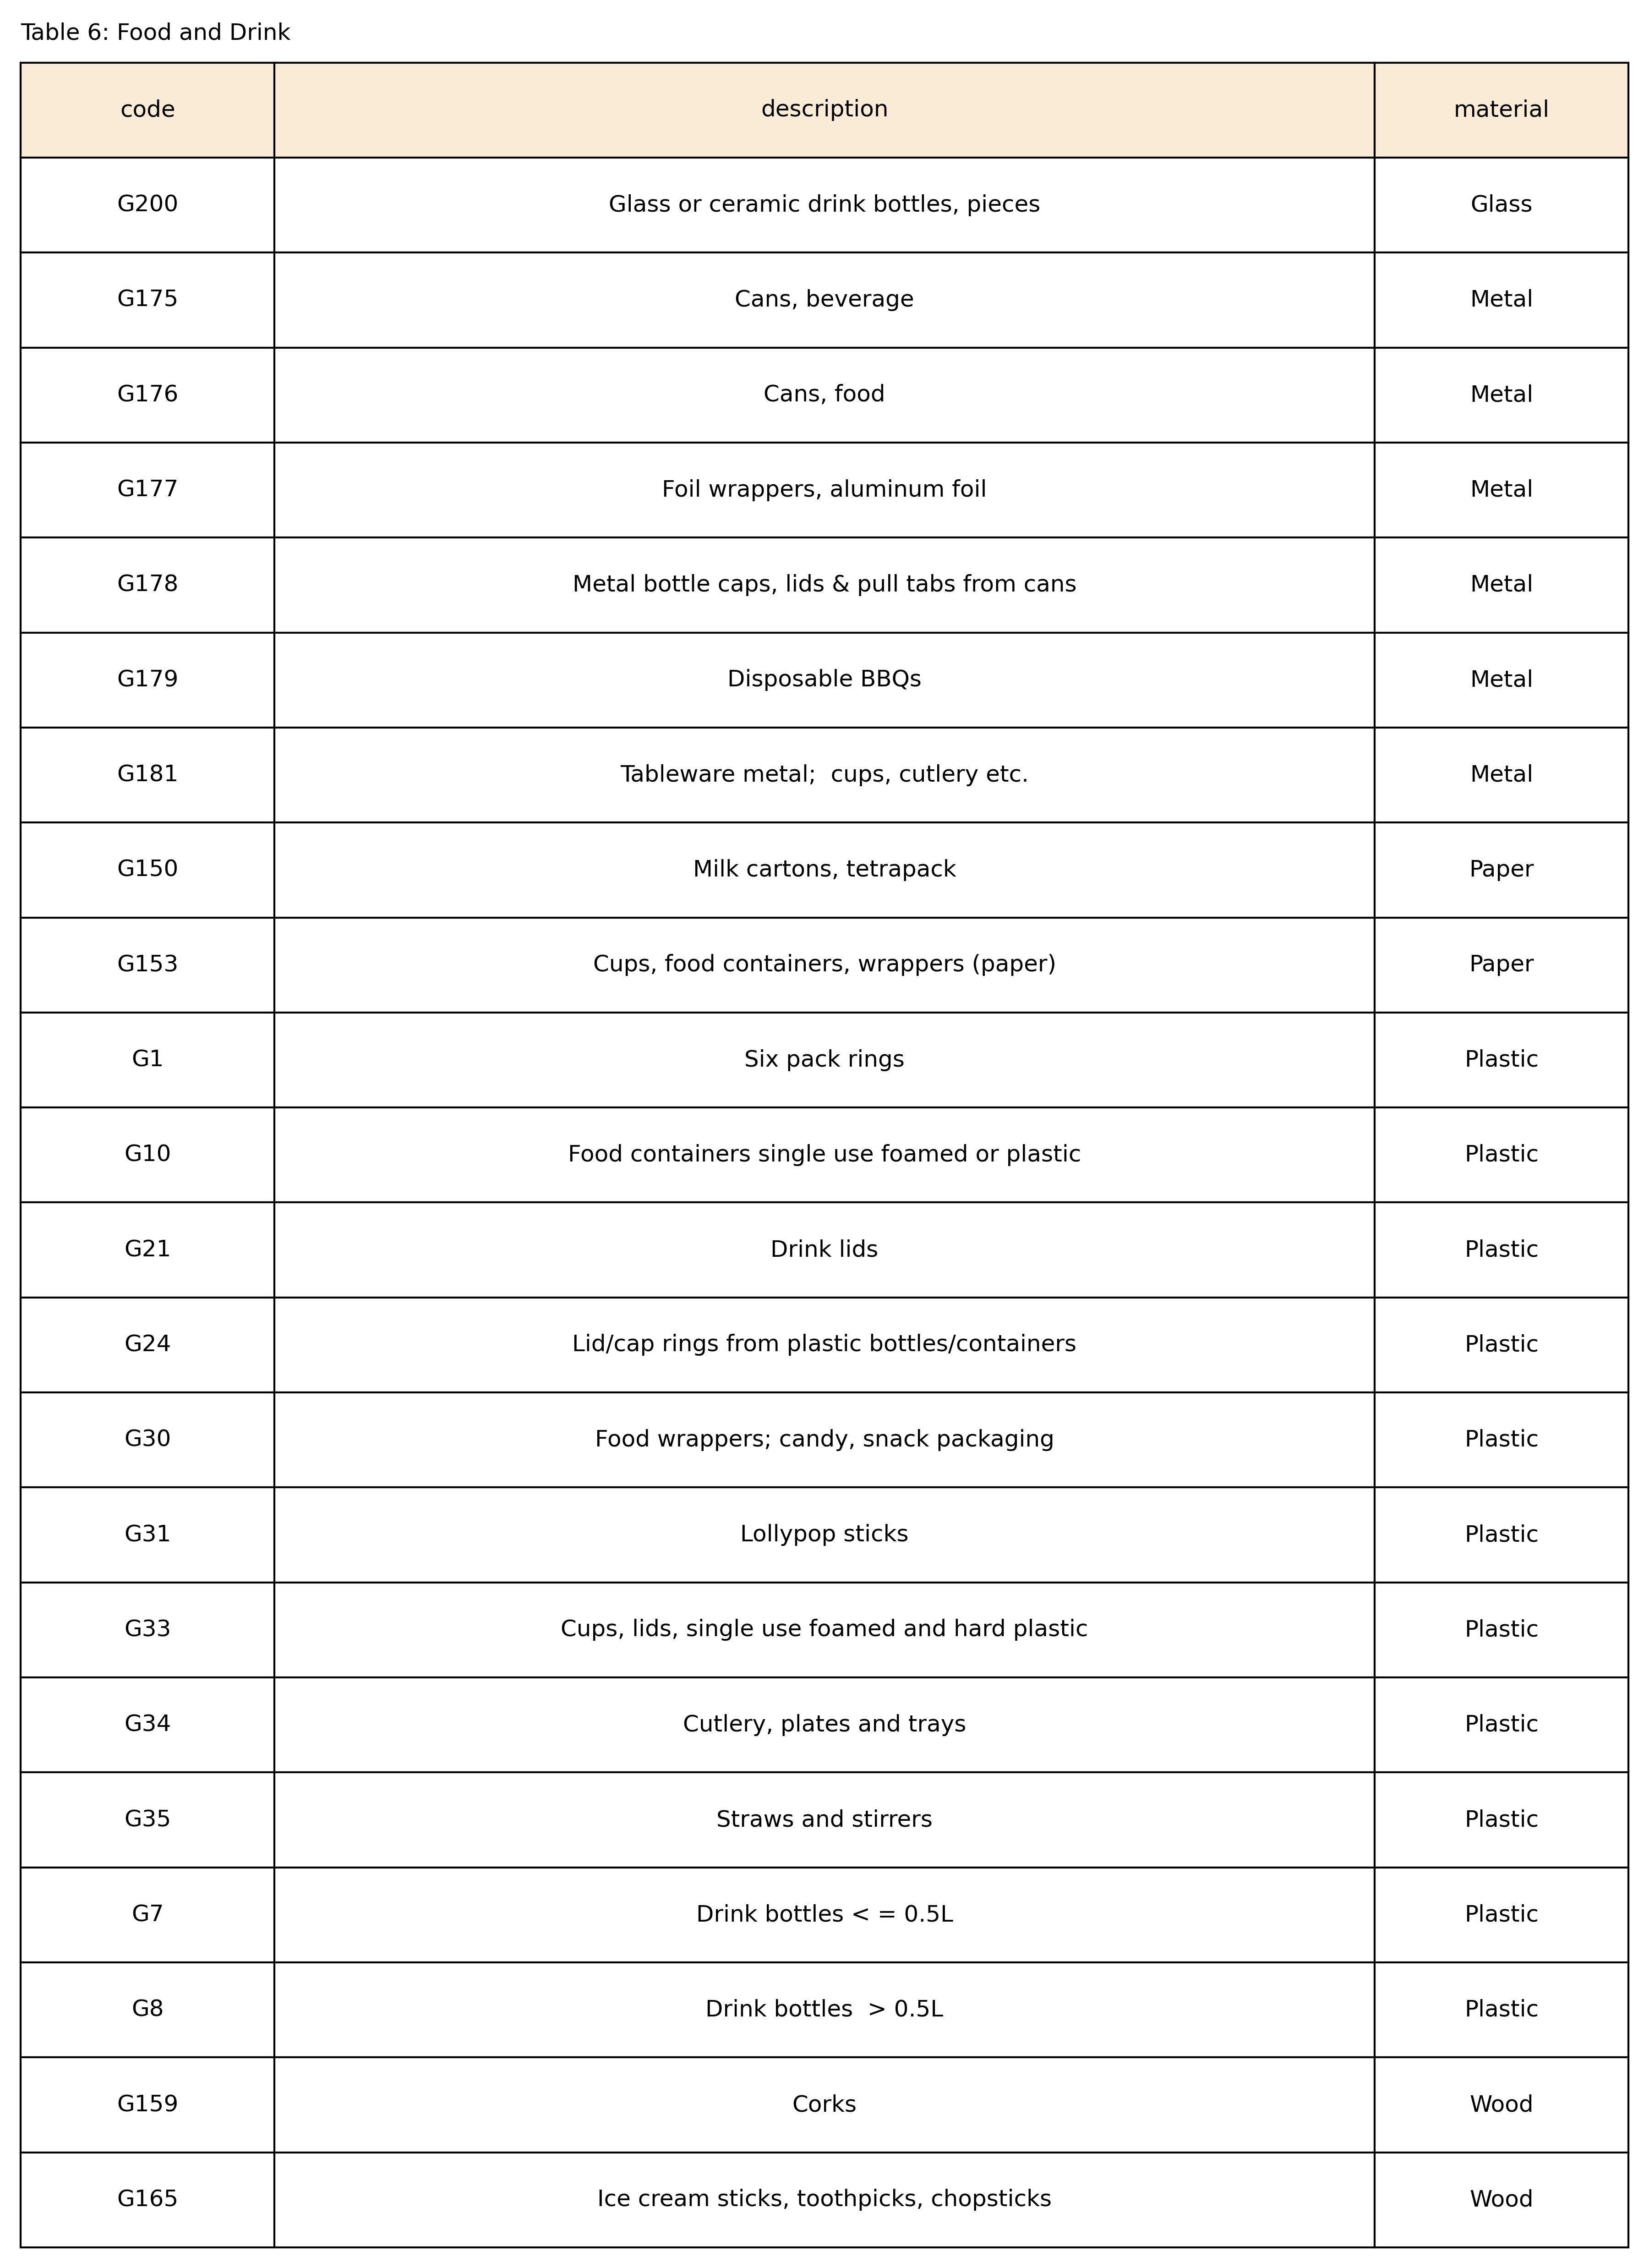 Table 6: Food and Drink
code description material
G200 Glass or ceramic drink bottles, pieces Glass
G175 Cans, beverage Metal
G176 Cans, food Metal
G177 Foil wrappers, aluminum foil Metal
G178 Metal bottle caps, lids & pull tabs from cans Metal
G179 Disposable BBQs Metal
G181 Tableware metal;  cups, cutlery etc. Metal
G150 Milk cartons, tetrapack Paper
G153 Cups, food containers, wrappers (paper) Paper
G1 Six pack rings Plastic
G10 Food containers single use foamed or plastic Plastic
G21 Drink lids Plastic
G24 Lid/cap rings from plastic bottles/containers Plastic
G30 Food wrappers; candy, snack packaging Plastic
G31 Lollypop sticks Plastic
G33 Cups, lids, single use foamed and hard plastic Plastic
G34 Cutlery, plates and trays Plastic
G35 Straws and stirrers Plastic
G7 Drink bottles < = 0.5L Plastic
G8 Drink bottles  > 0.5L Plastic
G159 Corks Wood
G165 Ice cream sticks, toothpicks, chopsticks Wood